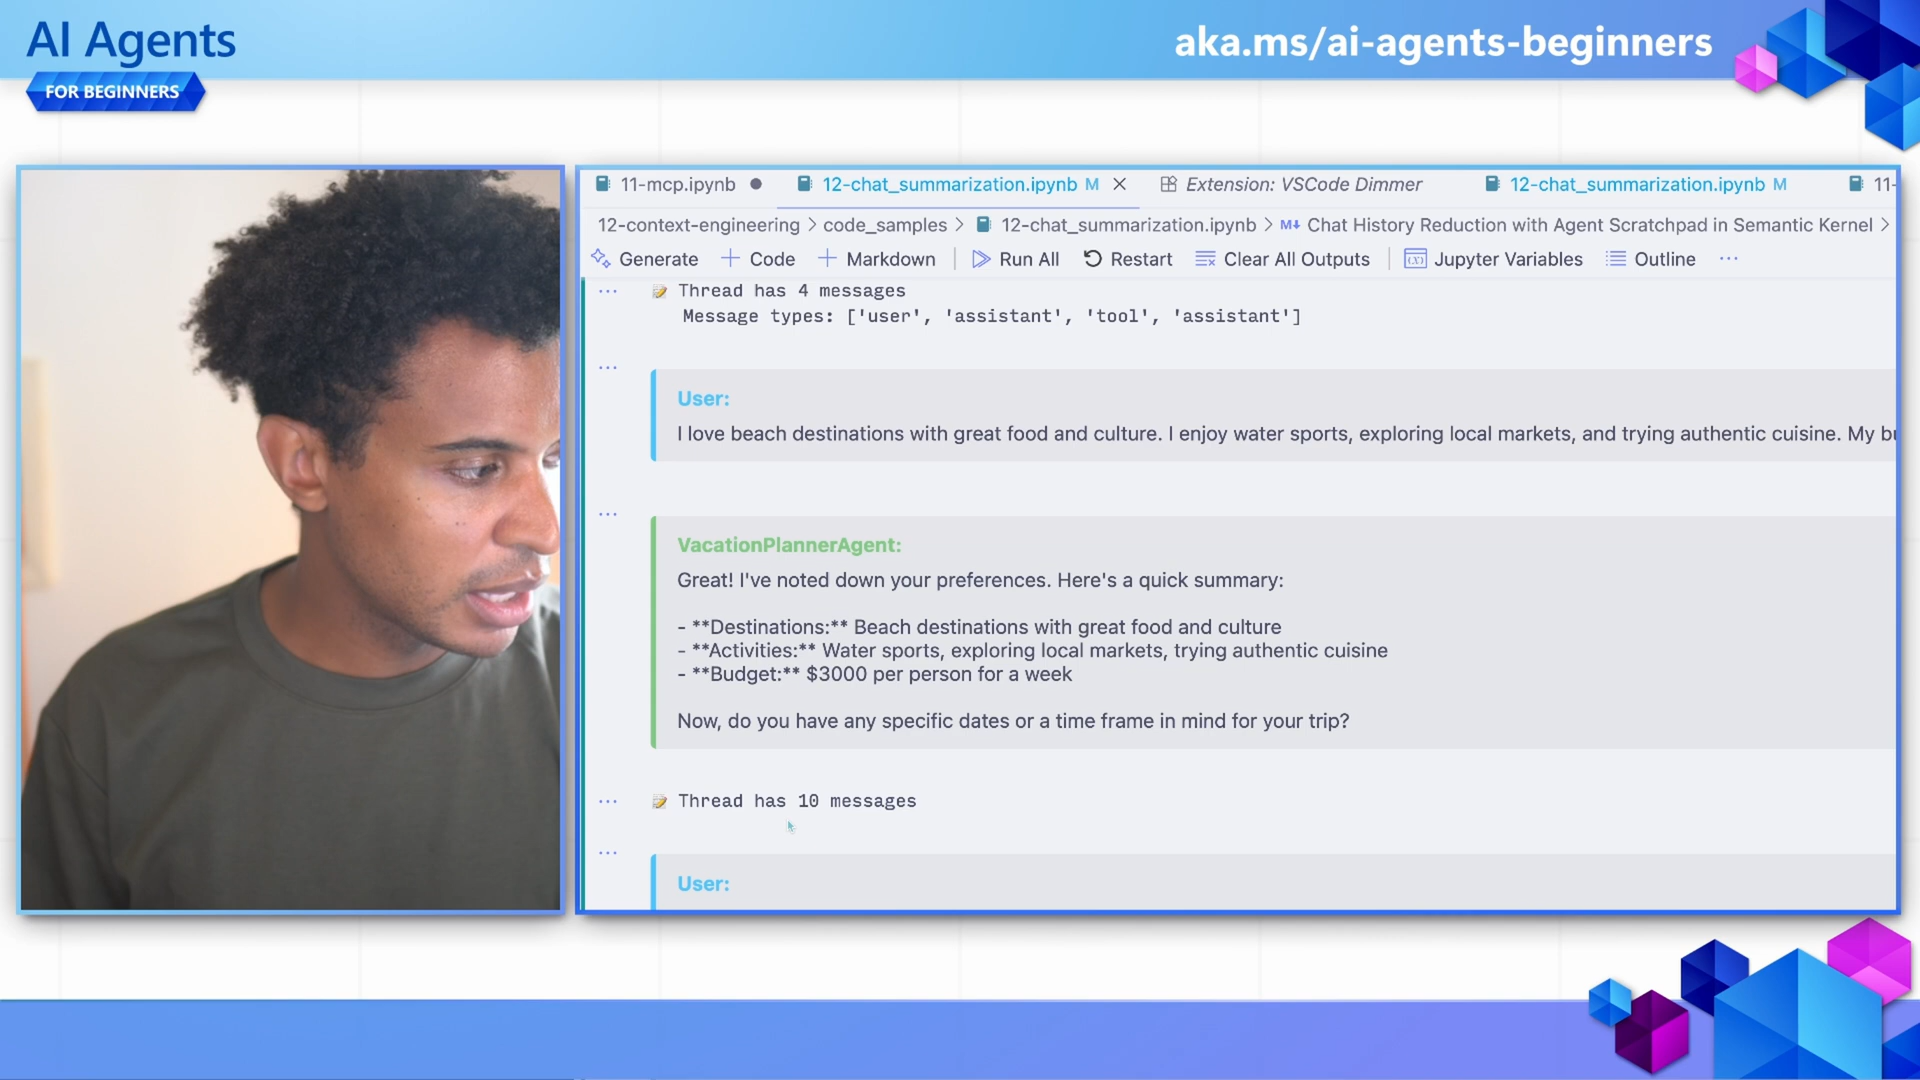 AI Agents
FOR BEGINNERS
aka.ms/ai-agents-beginners
11-mcp.ipynb
12-chat_summarization.ipynb M
Extension: VSCode Dimmer
12-chat_summarization.ipynb M
11-
12-context-engineering > code_samples > 12-chat_summarization.ipynb > M↓ Chat History Reduction with Agent Scratchpad in Semantic Kernel >
Generate + Code + Markdown | Run All Restart Clear All Outputs | Jupyter Variables Outline ...
... 📝 Thread has 4 messages
Message types: ['user', 'assistant', 'tool', 'assistant']
...
User:
I love beach destinations with great food and culture. I enjoy water sports, exploring local markets, and trying authentic cuisine. My bu
...
VacationPlannerAgent:
Great! I've noted down your preferences. Here's a quick summary:
- **Destinations:** Beach destinations with great food and culture
- **Activities:** Water sports, exploring local markets, trying authentic cuisine
- **Budget:** $3000 per person for a week
Now, do you have any specific dates or a time frame in mind for your trip?
... 📝 Thread has 10 messages
...
User: